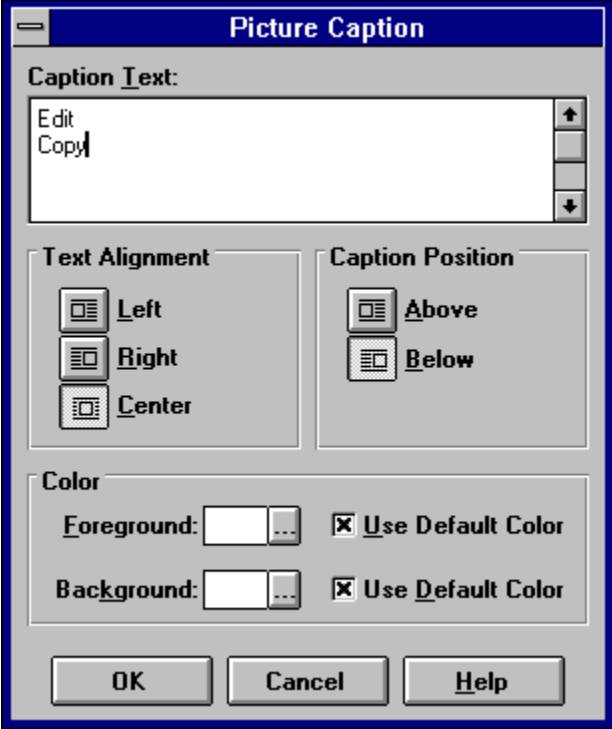 Picture Caption
Caption Text:
Edit
Copy
Text Alignment
Left
Right
Center
Caption Position
Above
Below
Color
Foreground: ... Use Default Color
Background: ... Use Default Color
OK Cancel Help